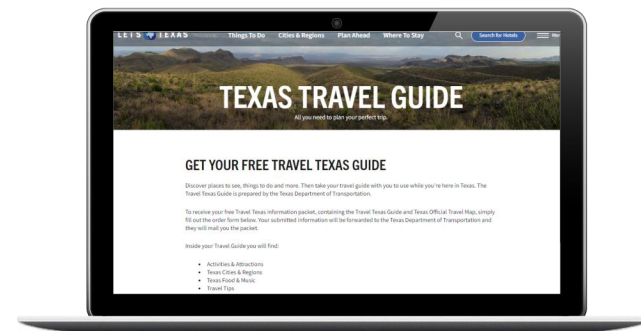 LET'S TEXAS
Things To Do Cities & Regions Plan Ahead Where To Stay Search for Hotels
TEXAS TRAVEL GUIDE
All you need to plan your perfect trip.
GET YOUR FREE TRAVEL TEXAS GUIDE
Discover places to see, things to do and more. Then take your travel guide with you to use while you're here in Texas. The
Travel Texas Guide is prepared by the Texas Department of Transportation.
To receive your free Travel Texas information packet, containing the Travel Texas Guide and Texas Official Travel Map, simply
fill out the order form below. Your submitted information will be forwarded to the Texas Department of Transportation and
they will mail you the packet.
Inside your Travel Guide you will find:
• Activities & Attractions
• Texas Cities & Regions
• Texas Food & Music
• Travel Tips